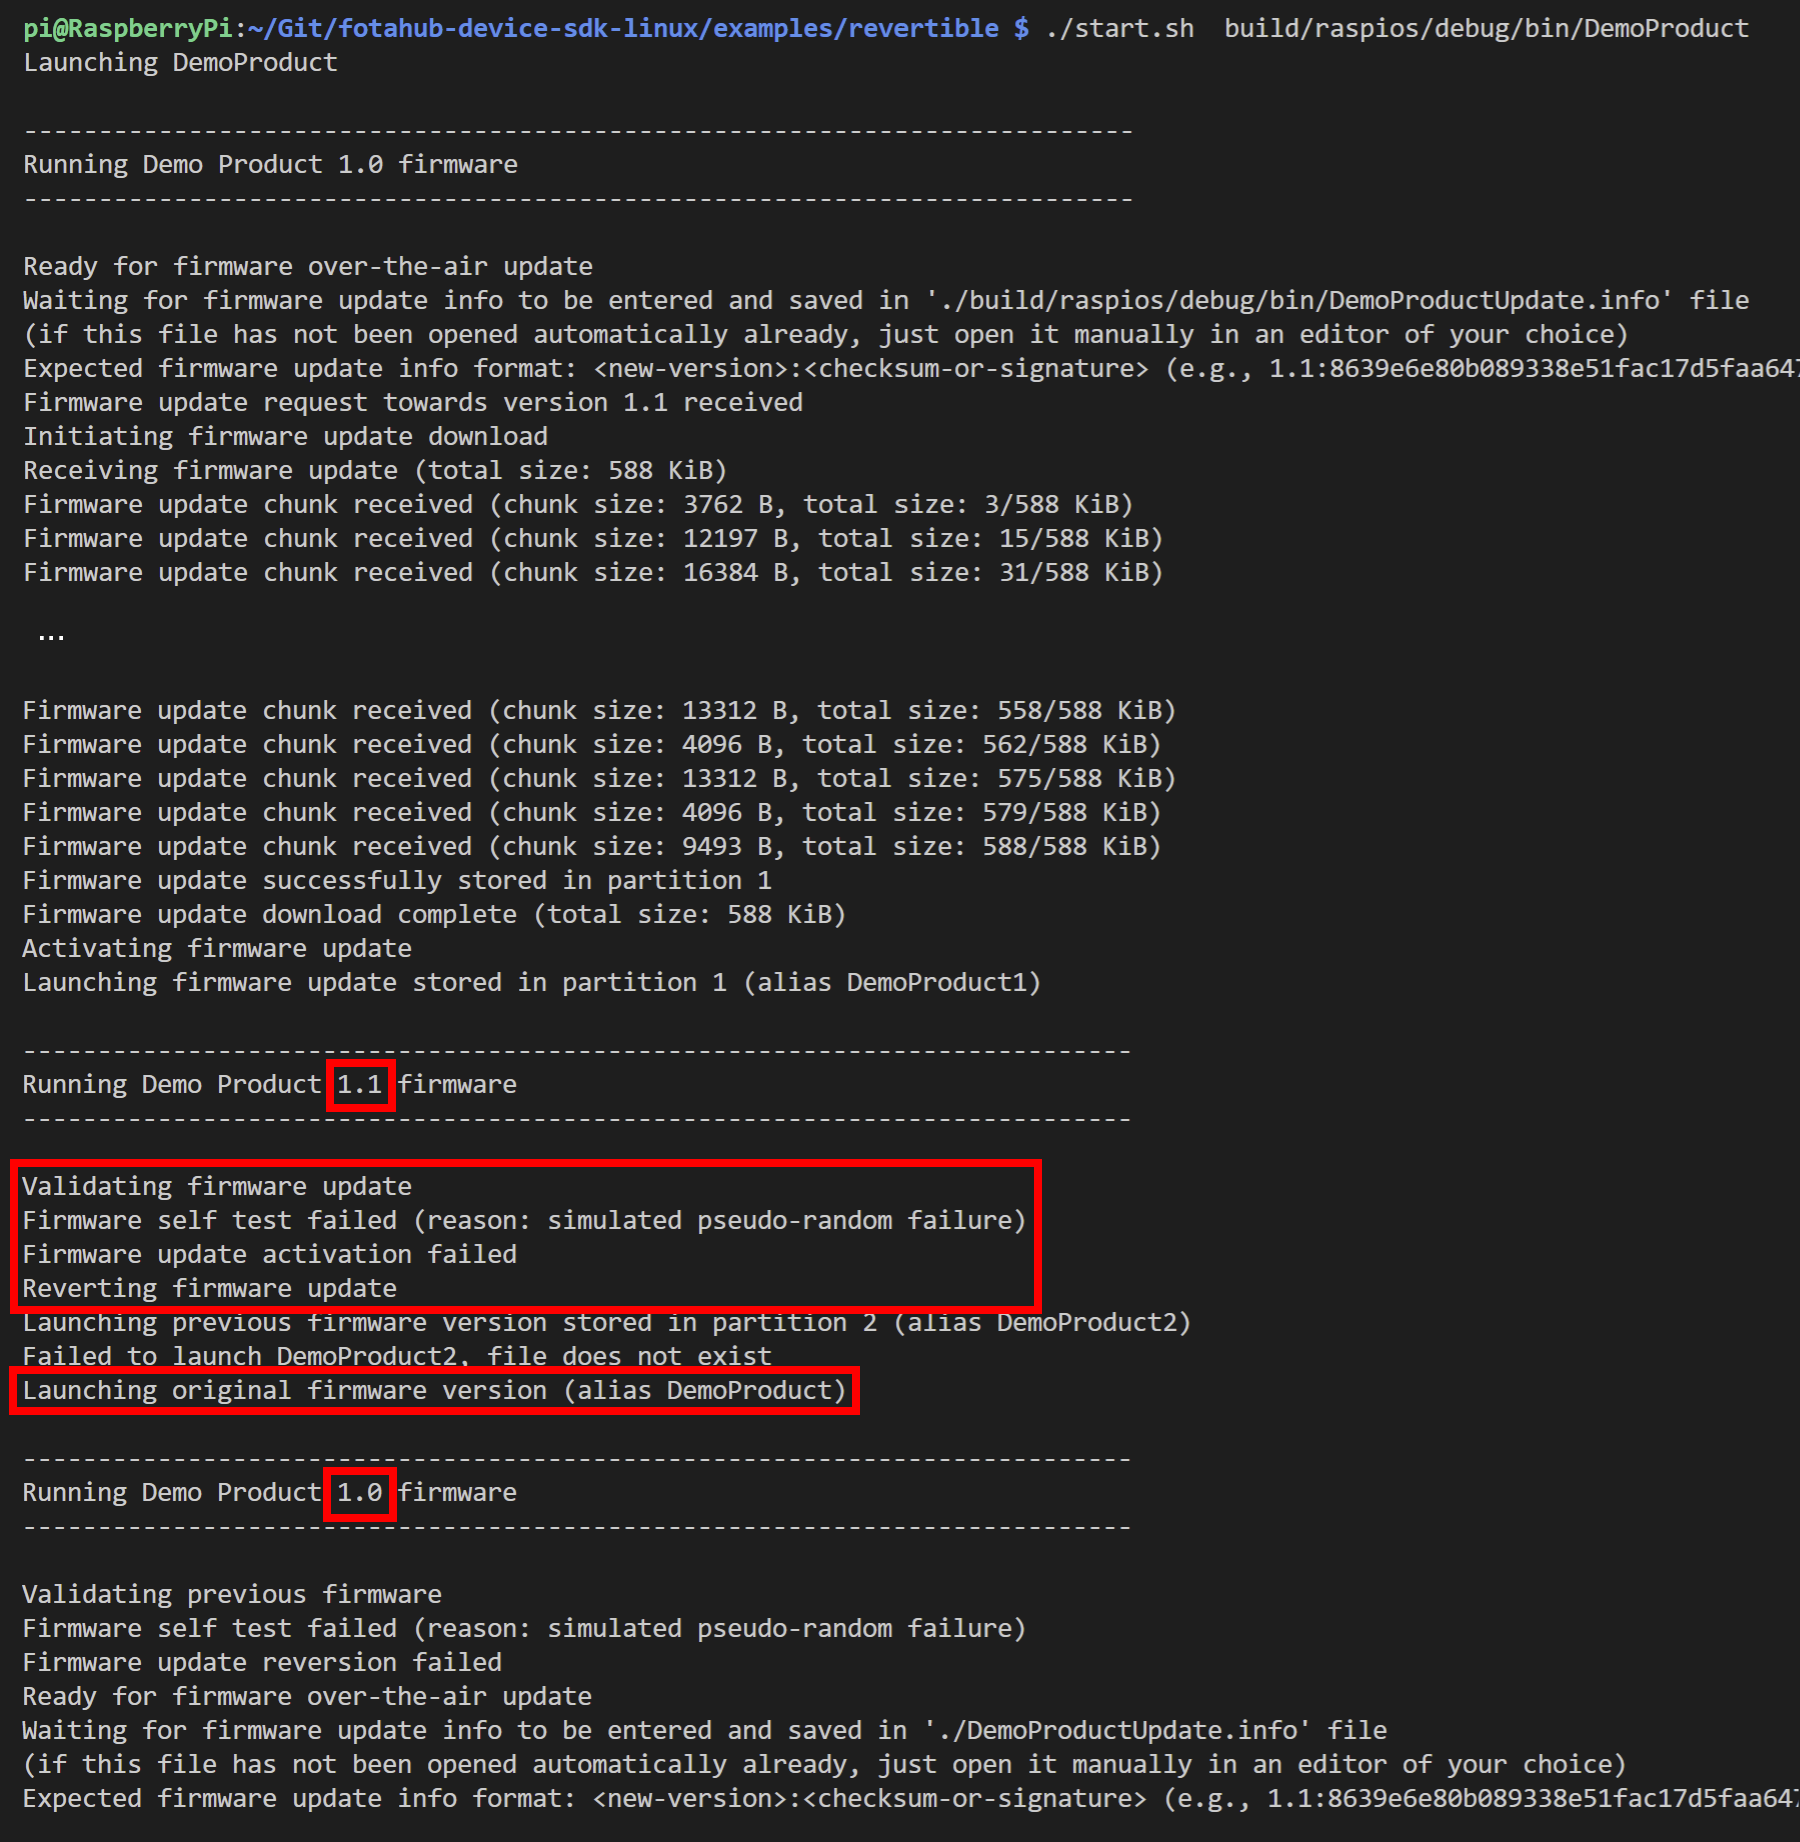 pi@RaspberryPi:~/Git/fotahub-device-sdk-linux/examples/revertible $ ./start.sh  build/raspios/debug/bin/DemoProduct
Launching DemoProduct
--------------------------------------------------------------------------
Running Demo Product 1.0 firmware
--------------------------------------------------------------------------
Ready for firmware over-the-air update
Waiting for firmware update info to be entered and saved in './build/raspios/debug/bin/DemoProductUpdate.info' file
(if this file has not been opened automatically already, just open it manually in an editor of your choice)
Expected firmware update info format: <new-version>:<checksum-or-signature> (e.g., 1.1:8639e6e80b089338e51fac17d5faa647
Firmware update request towards version 1.1 received
Initiating firmware update download
Receiving firmware update (total size: 588 KiB)
Firmware update chunk received (chunk size: 3762 B, total size: 3/588 KiB)
Firmware update chunk received (chunk size: 12197 B, total size: 15/588 KiB)
Firmware update chunk received (chunk size: 16384 B, total size: 31/588 KiB)
...
Firmware update chunk received (chunk size: 13312 B, total size: 558/588 KiB)
Firmware update chunk received (chunk size: 4096 B, total size: 562/588 KiB)
Firmware update chunk received (chunk size: 13312 B, total size: 575/588 KiB)
Firmware update chunk received (chunk size: 4096 B, total size: 579/588 KiB)
Firmware update chunk received (chunk size: 9493 B, total size: 588/588 KiB)
Firmware update successfully stored in partition 1
Firmware update download complete (total size: 588 KiB)
Activating firmware update
Launching firmware update stored in partition 1 (alias DemoProduct1)
--------------------------------------------------------------------------
Running Demo Product 1.1 firmware
--------------------------------------------------------------------------
Validating firmware update
Firmware self test failed (reason: simulated pseudo-random failure)
Firmware update activation failed
Reverting firmware update
Launching previous firmware version stored in partition 2 (alias DemoProduct2)
Failed to launch DemoProduct2, file does not exist
Launching original firmware version (alias DemoProduct)
--------------------------------------------------------------------------
Running Demo Product 1.0 firmware
--------------------------------------------------------------------------
Validating previous firmware
Firmware self test failed (reason: simulated pseudo-random failure)
Firmware update reversion failed
Ready for firmware over-the-air update
Waiting for firmware update info to be entered and saved in './DemoProductUpdate.info' file
(if this file has not been opened automatically already, just open it manually in an editor of your choice)
Expected firmware update info format: <new-version>:<checksum-or-signature> (e.g., 1.1:8639e6e80b089338e51fac17d5faa647